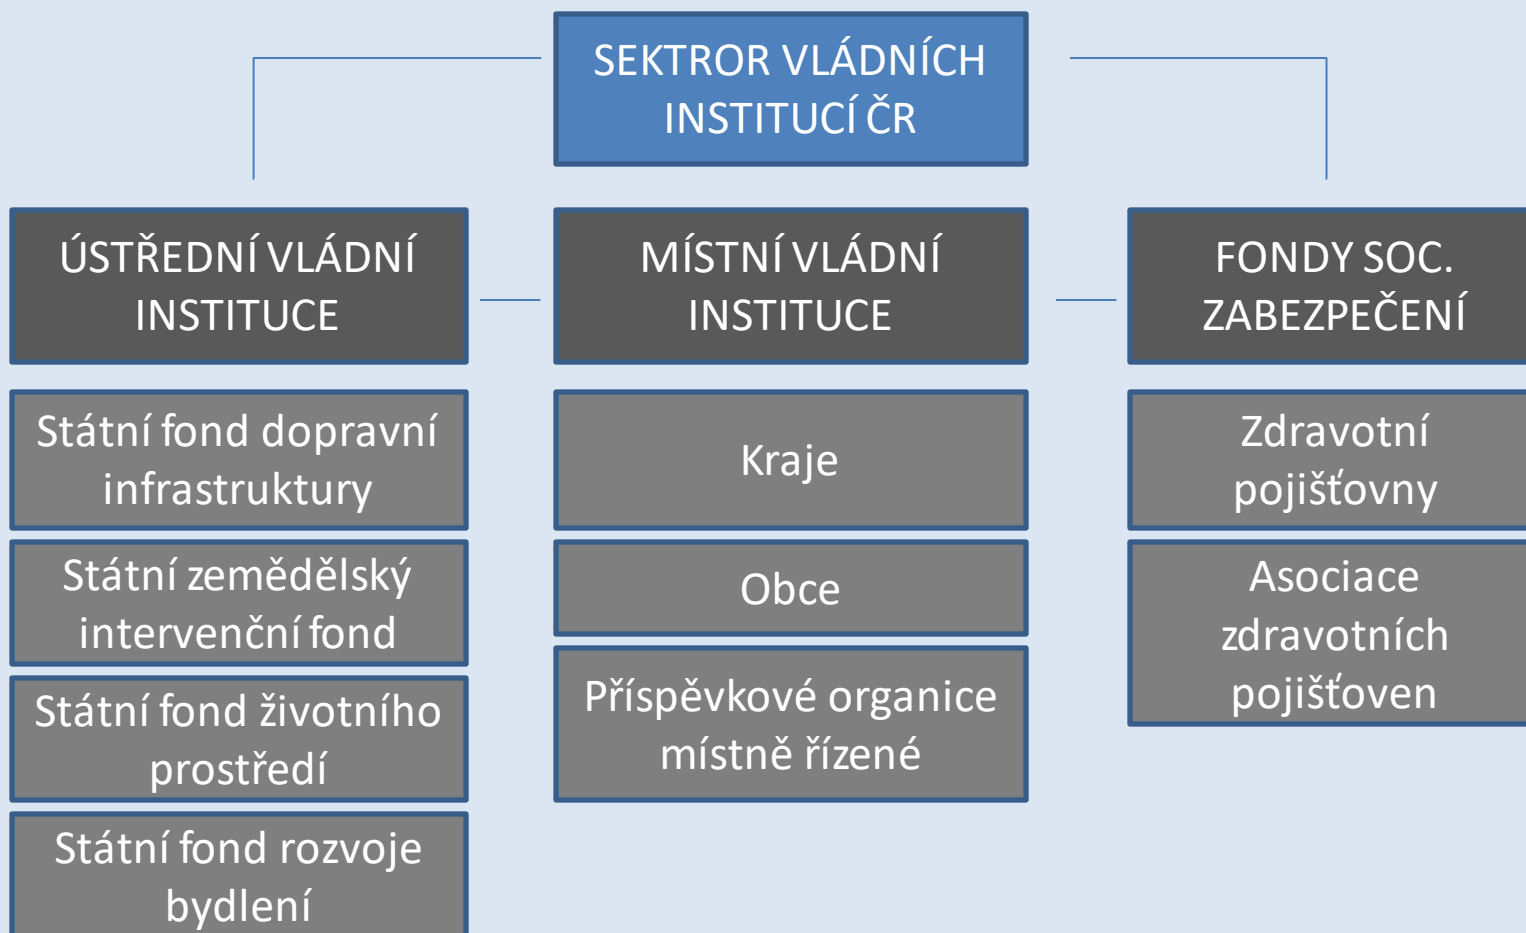 SEKTROR VLÁDNÍCH
INSTITUCÍ ČR
ÚSTŘEDNÍ VLÁDNÍ
INSTITUCE
MÍSTNÍ VLÁDNÍ
INSTITUCE
FONDY SOC.
ZABEZPEČENÍ
Státní fond dopravní
infrastruktury
Státní zemědělský
intervenční fond
Státní fond životního
prostředí
Státní fond rozvoje
bydlení
Kraje
Obce
Příspěvkové organice
místně řízené
Zdravotní
pojišťovny
Asociace
zdravotních
pojišťoven